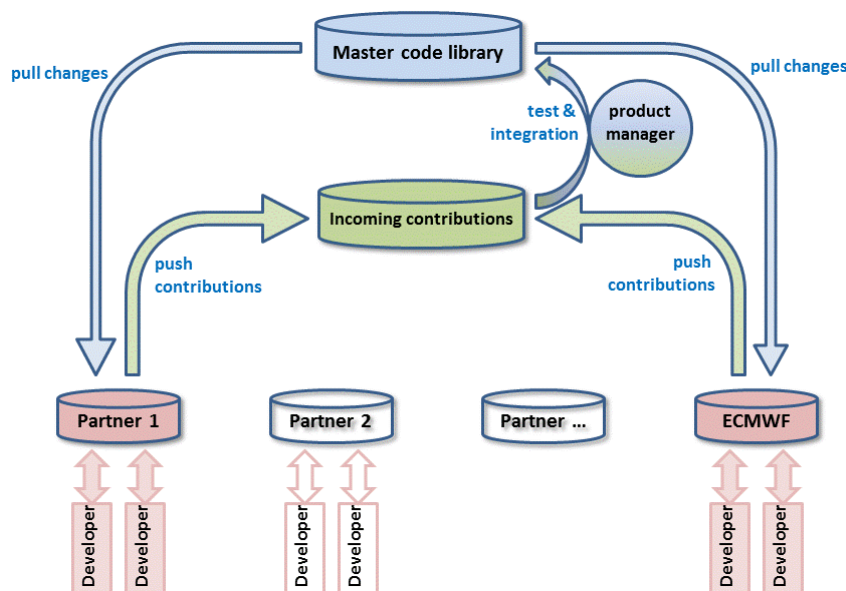 Master code library
pull changes
pull changes
test &
integration
product
manager
Incoming contributions
push
contributions
push
contributions
Partner 1
Partner 2
Partner ...
ECMWF
Developer
Developer
Developer
Developer
Developer
Developer